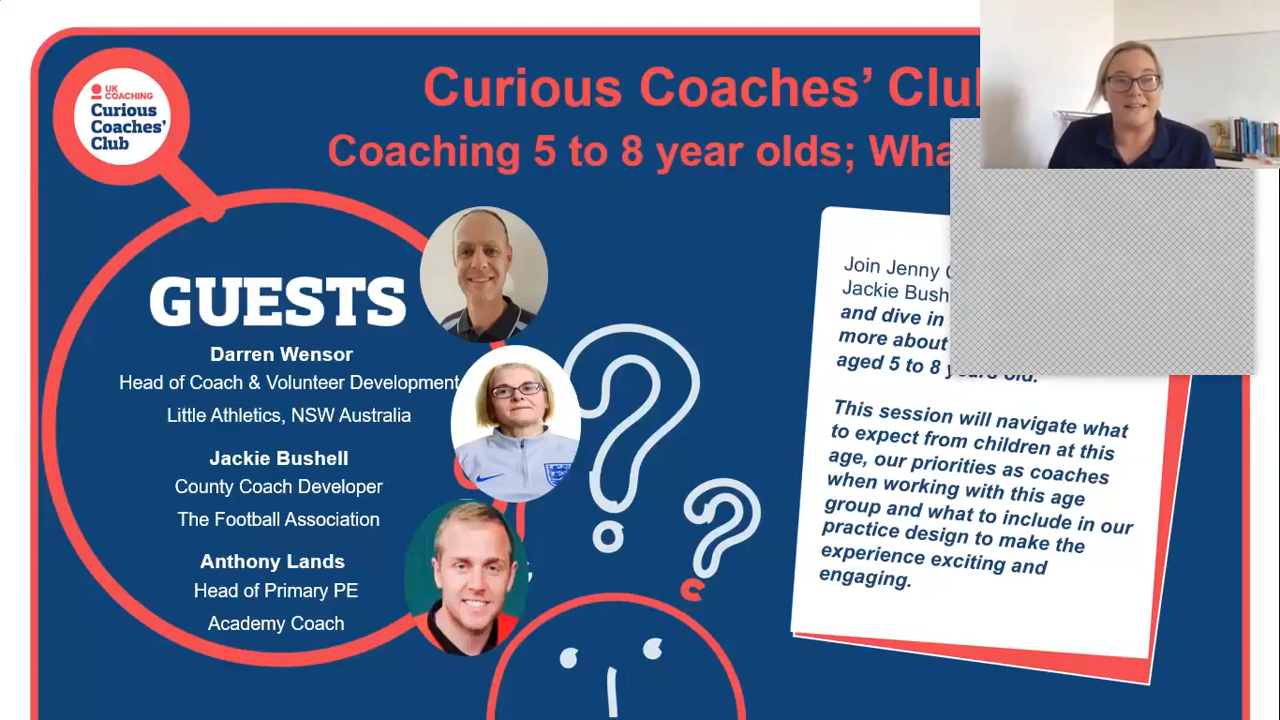 UK
COACHING
Curious
Coaches'
Club
Curious Coaches' Clu
Coaching 5 to 8 year olds; Wha
GUESTS
Darren Wensor
Head of Coach & Volunteer Development
Little Athletics, NSW Australia
Jackie Bushell
County Coach Developer
The Football Association
Anthony Lands
Head of Primary PE
Academy Coach
Join Jenny
Jackie Bush
and dive in
more about
aged 5 to 8 years old.
This session will navigate what
to expect from children at this
age, our priorities as coaches
when working with this age
group and what to include in our
practice design to make the
experience exciting and
engaging.